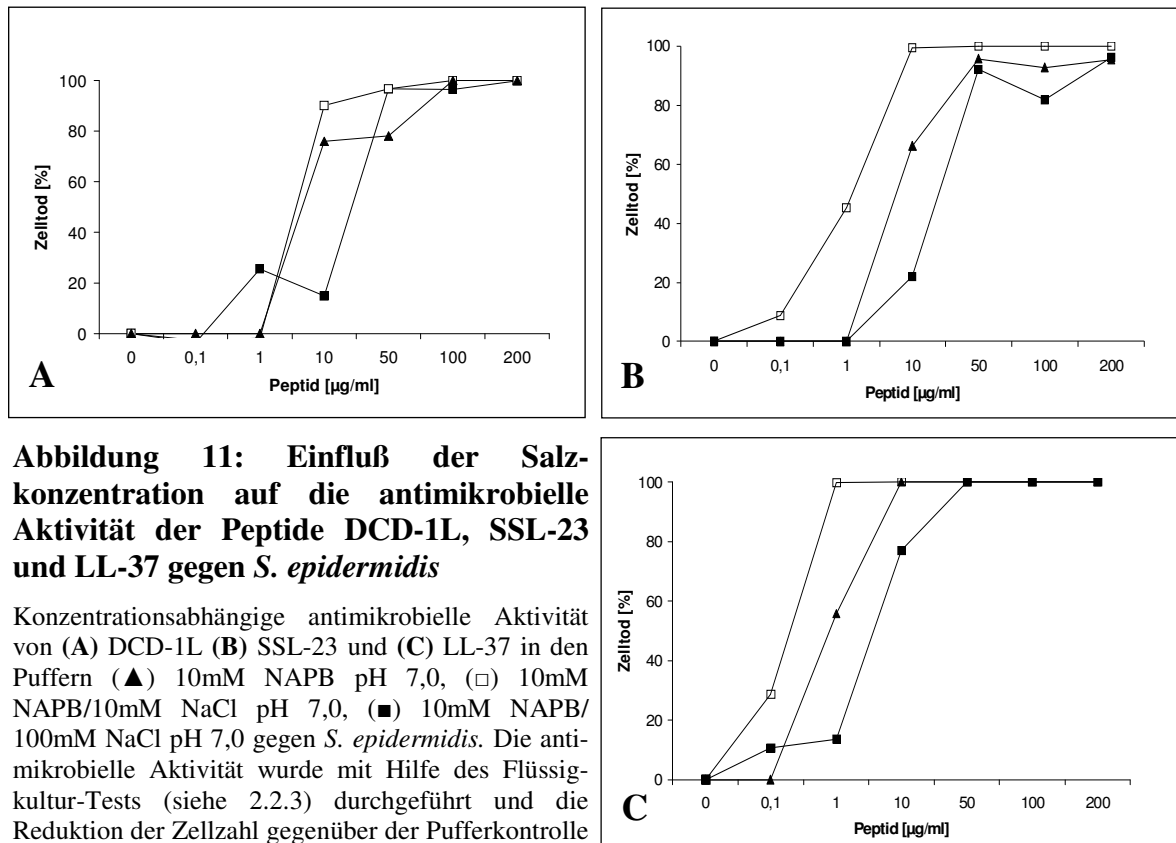 100
80
60
40
20
0
Zelltod [%]
0 0,1 1 10 50 100 200
Peptid [µg/ml]
A
100
80
60
40
20
0
Zelltod [%]
0 0,1 1 10 50 100 200
Peptid [µg/ml]
B
Abbildung 11: Einfluß der Salz-
konzentration auf die antimikrobielle
Aktivität der Peptide DCD-1L, SSL-23
und LL-37 gegen S. epidermidis
Konzentrationsabhängige antimikrobielle Aktivität
von (A) DCD-1L (B) SSL-23 und (C) LL-37 in den
Puffern (▲) 10mM NAPB pH 7,0, (□) 10mM
NAPB/10mM NaCl pH 7,0, (■) 10mM NAPB/
100mM NaCl pH 7,0 gegen S. epidermidis. Die anti-
mikrobielle Aktivität wurde mit Hilfe des Flüssig-
kultur-Tests (siehe 2.2.3) durchgeführt und die
Reduktion der Zellzahl gegenüber der Pufferkontrolle
100
80
60
40
20
0
Zelltod [%]
0 0,1 1 10 50 100 200
Peptid [µg/ml]
C